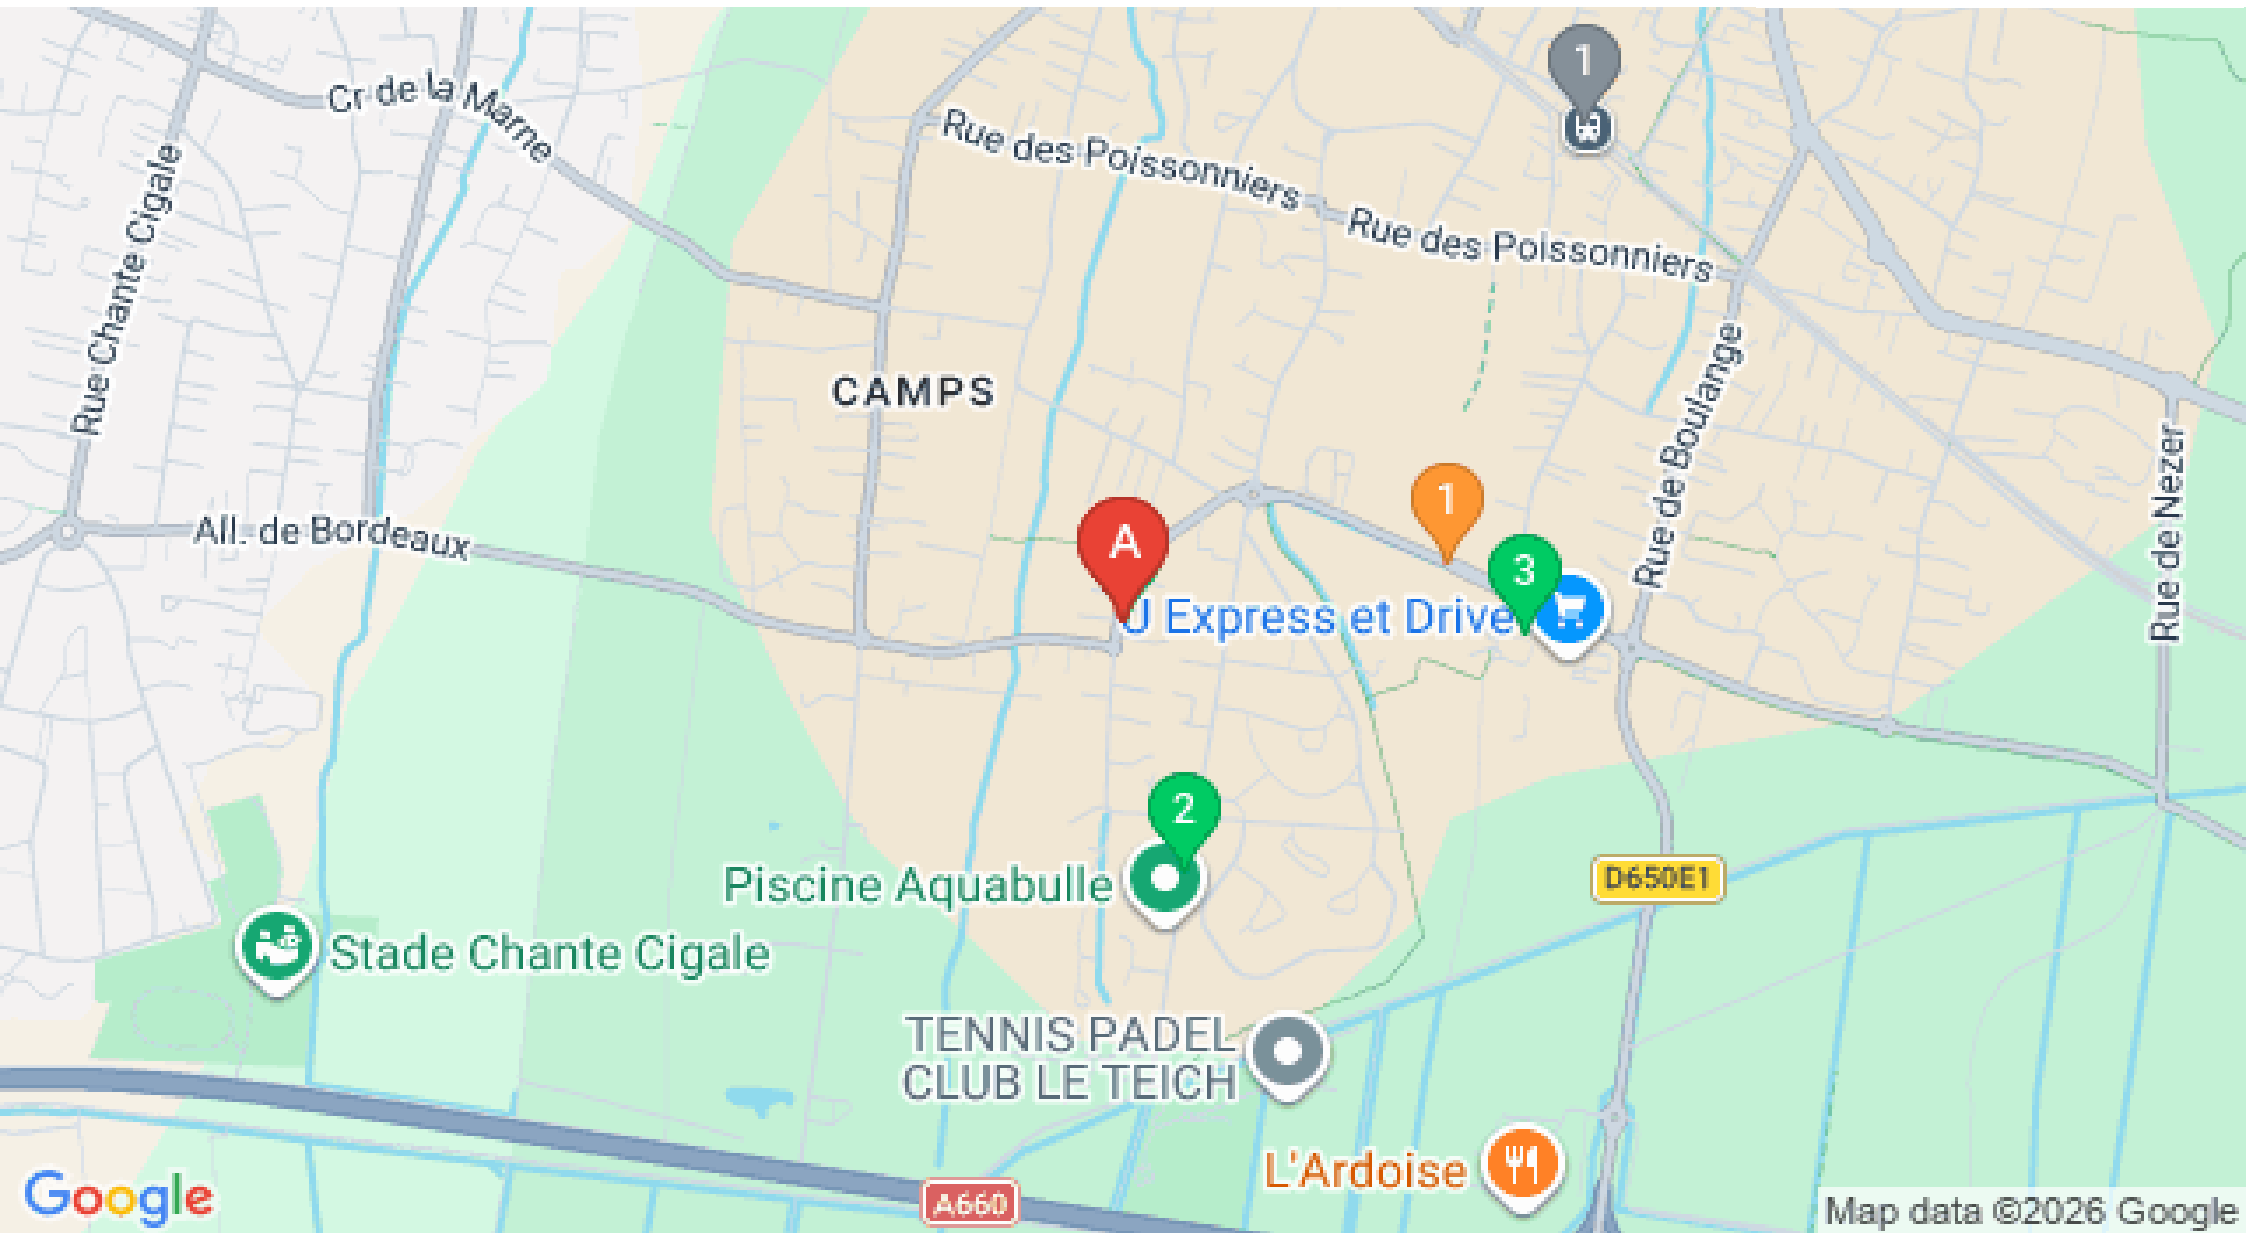 1
Cr de la Marne
Rue des Poissonniers
Rue des Poissonniers
Rue Chante Cigale
CAMPS
Rue de Boulange
Rue de Nezer
1
A
3
All. de Bordeaux
U Express et Drive
2
Piscine Aquabulle
D650E1
Stade Chante Cigale
TENNIS PADEL
CLUB LE TEICH
L'Ardoise
A660
Google
Map data ©2026 Google